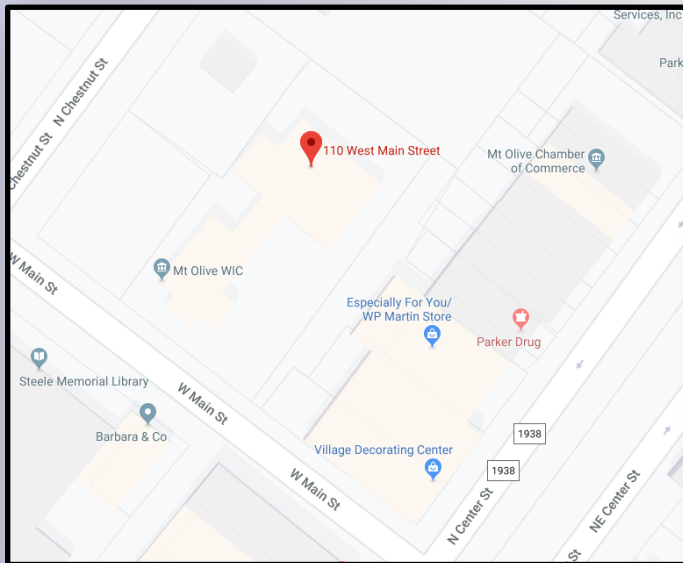 Services, Inc
Park
N Chestnut St
Chestnut St
110 West Main Street
Mt Olive Chamber
of Commerce
W Main St
Mt Olive WIC
Especially For You/
WP Martin Store
Parker Drug
Steele Memorial Library
W Main St
Barbara & Co
Village Decorating Center
1938
1938
W Main St
N Center St
NE Center St
St